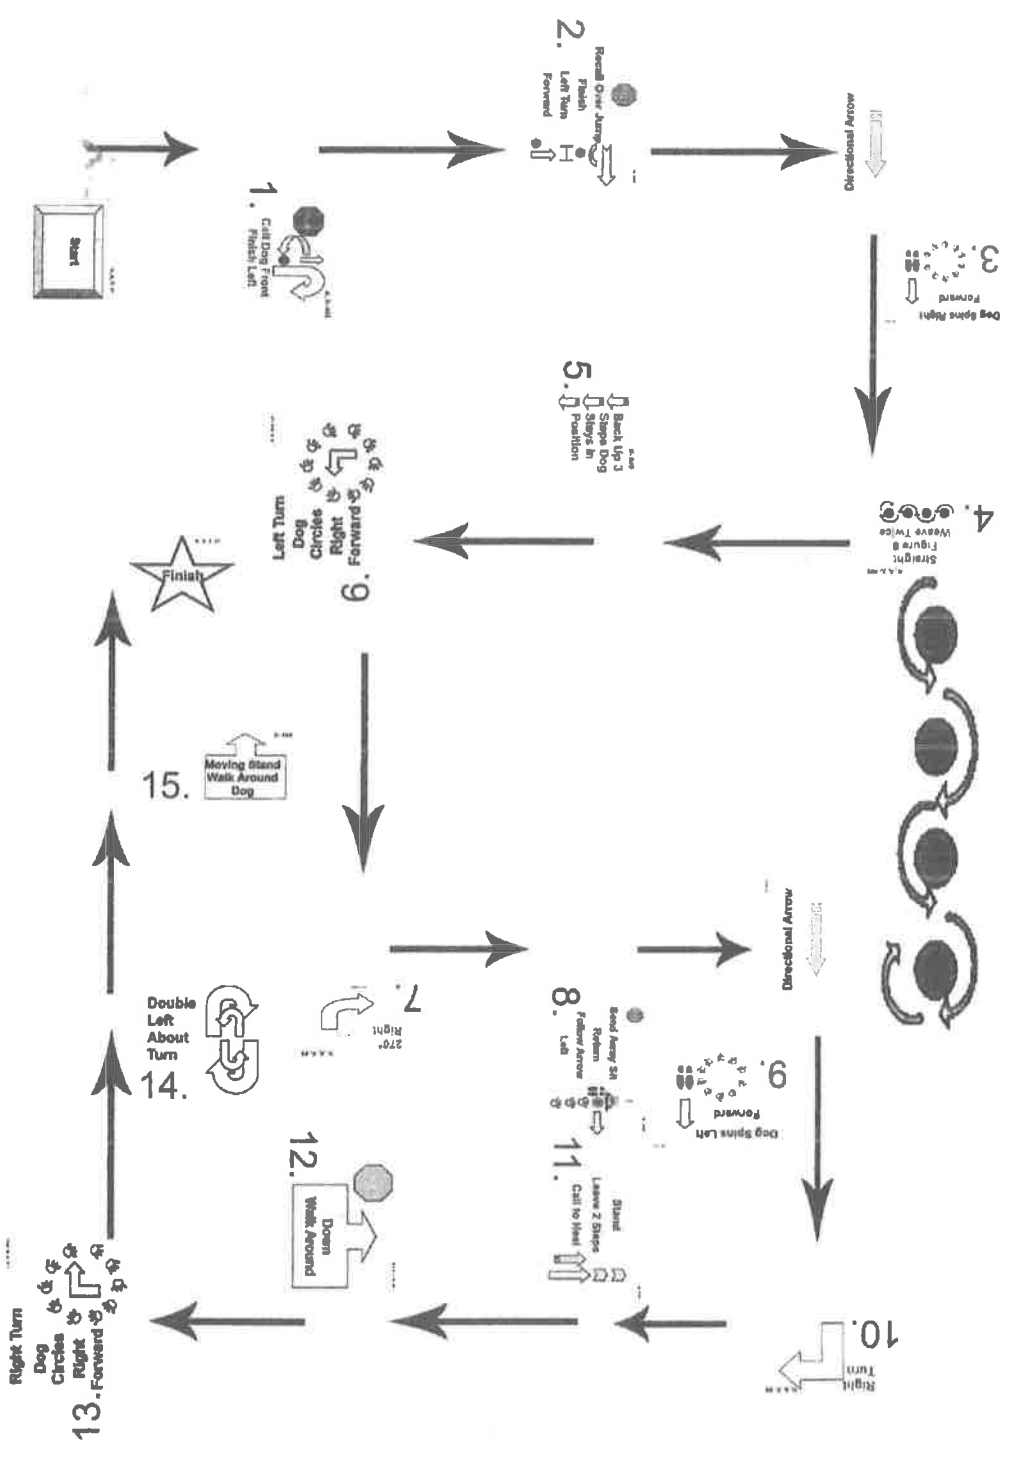 Start
1.
Call Dog Front
Finish Left
2.
Recall Over Jump
Finish
Left Turn
Forward
Directional Arrow
3.
Dog Spins Right
Forward
4.
Straight
Figure 8
Weave Twice
5.
Back Up 3
Steps Dog
Stays In
Position
6.
Left Turn
Dog
Circles
Right
Forward
7.
270°
Right
8.
Send Away Sit
Return
Follow Arrow
Left
Directional Arrow
9.
Dog Spins Left
Forward
10.
Right
Turn
11.
Stand
Leave 2 Steps
Call to Heel
12.
Down
Walk Around
13.
Right Turn
Dog
Circles
Right
Forward
14.
Double
Left
About
Turn
15.
Moving Stand
Walk Around
Dog
Finish